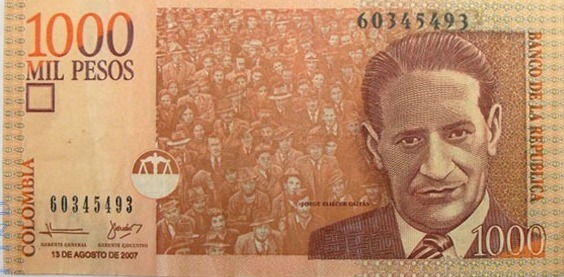 1000
MIL PESOS
60345493
BANCO DE LA REPUBLICA
COLOMBIA
60345493
JORGE ELIECER GAITAN
GERENTE GENERAL GERENTE EJECUTIVO
13 DE AGOSTO DE 2007
1000